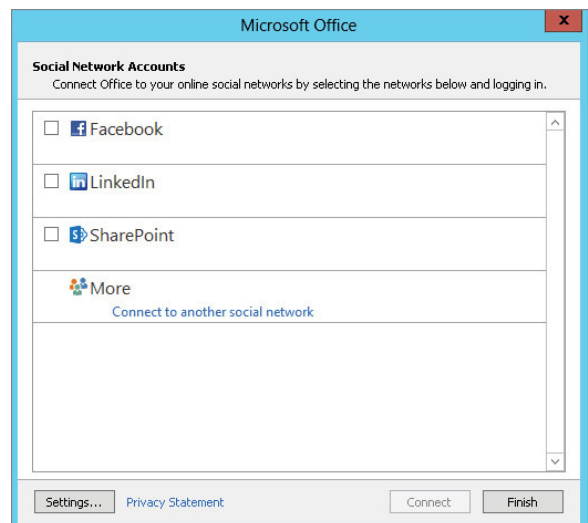 Microsoft Office
x
Social Network Accounts
Connect Office to your online social networks by selecting the networks below and logging in.
Facebook
LinkedIn
SharePoint
More
Connect to another social network
Settings... Privacy Statement Connect Finish